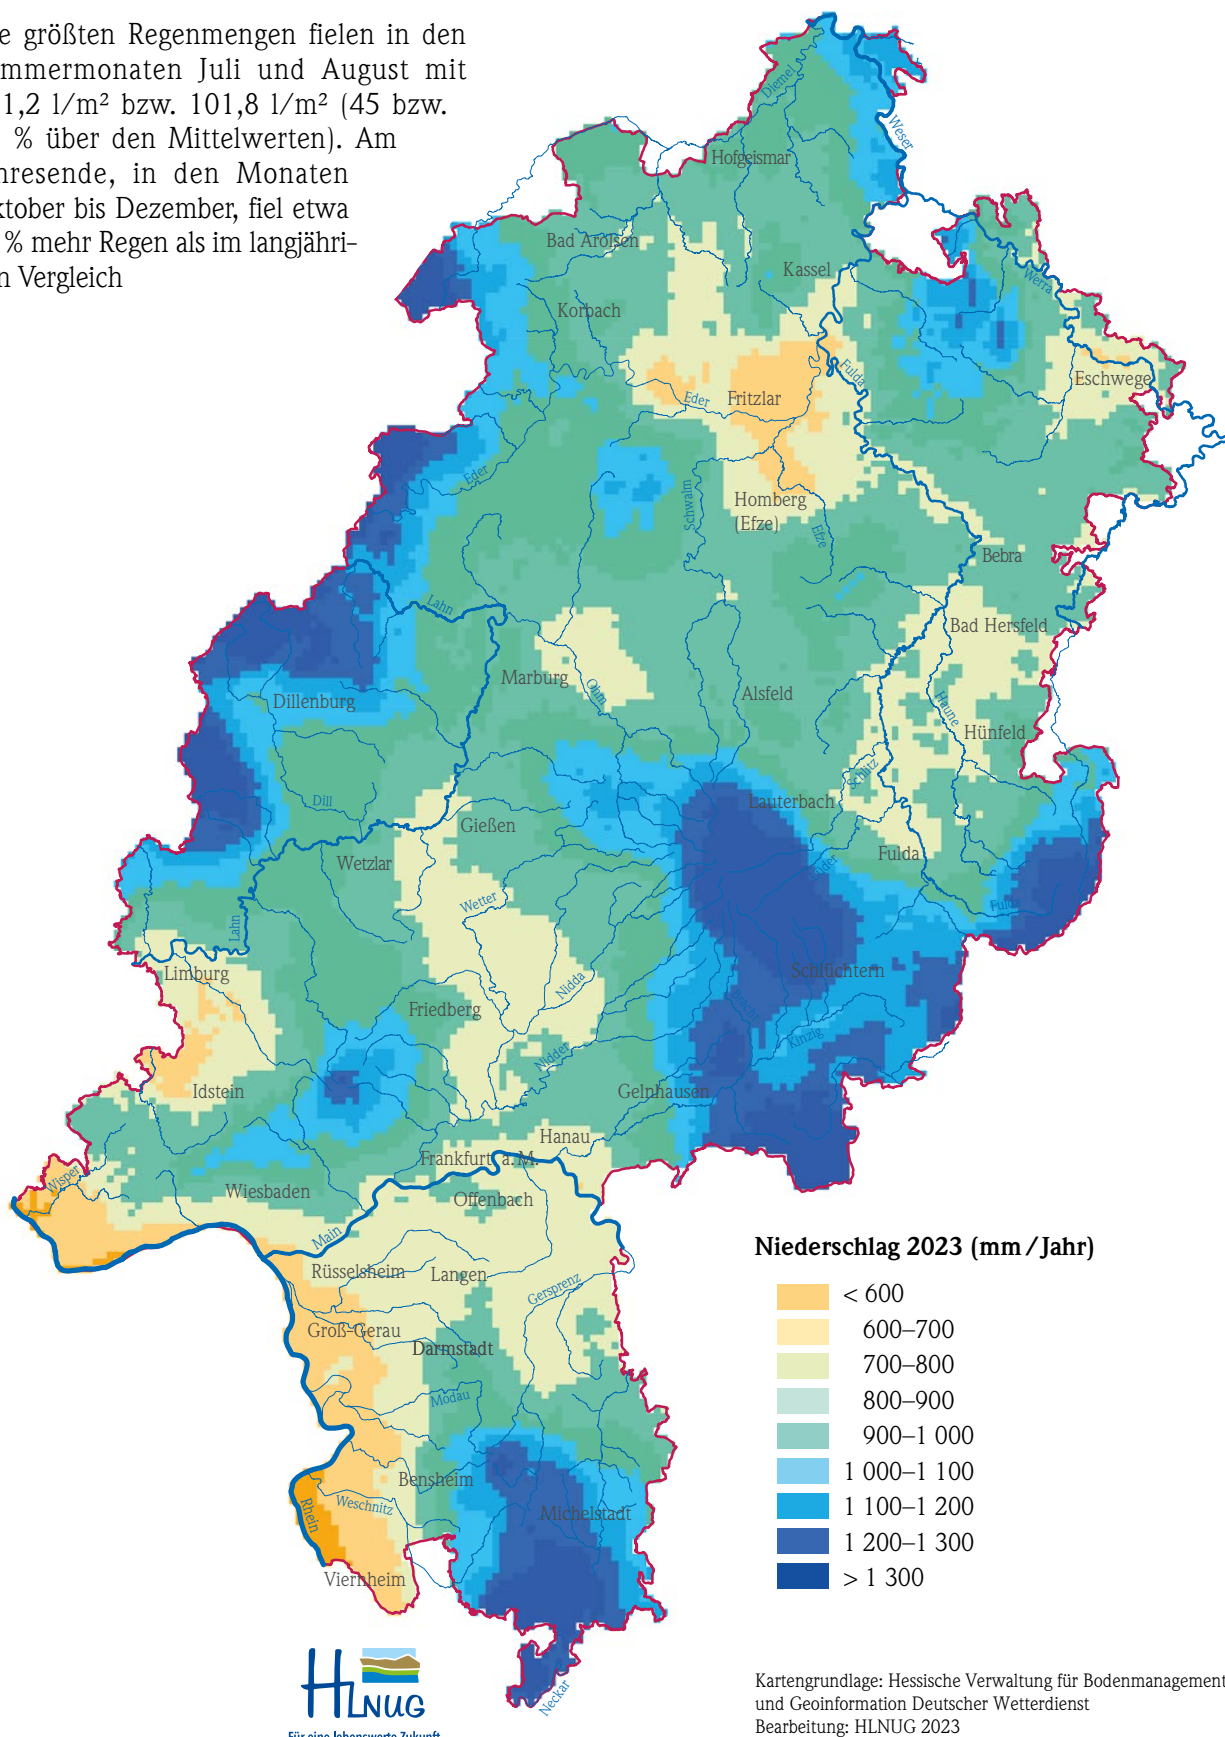 e größten Regenmengen fielen in den
mmermonaten Juli und August mit
1,2 l/m² bzw. 101,8 l/m² (45 bzw.
% über den Mittelwerten). Am
hresende, in den Monaten
ktober bis Dezember, fiel etwa
% mehr Regen als im langjähri–
n Vergleich
Diemel
Weser
Hofgeismar
Bad Arolsen
Kassel
Werra
Korbach
Fulda
Eschwege
Eder
Fritzlar
Eder
Schwalm
Homberg
(Efze)
Efze
Bebra
Lahn
Bad Hersfeld
Marburg
Ohm
Alsfeld
Haune
Dillenburg
Hünfeld
Schlitz
Dill
Lauterbach
Gießen
Wetzlar
Fulda
Wetter
Fulda
Lahn
Limburg
Schlüchtern
Nidda
Friedberg
Kinzig
Nidder
Idstein
Gelnhausen
Hanau
Frankfurt a. M.
Wisper
Wiesbaden
Offenbach
Main
Rüsselsheim
Langen
Gersprenz
Groß-Gerau
Darmstadt
Modau
Bensheim
Rhein
Weschnitz
Michelstadt
Viernheim
Neckar
Niederschlag 2023 (mm / Jahr)
< 600
600–700
700–800
800–900
900–1 000
1 000–1 100
1 100–1 200
1 200–1 300
> 1 300
HLNUG
Für eine lebenswerte Zukunft
Kartengrundlage: Hessische Verwaltung für Bodenmanagement
und Geoinformation Deutscher Wetterdienst
Bearbeitung: HLNUG 2023